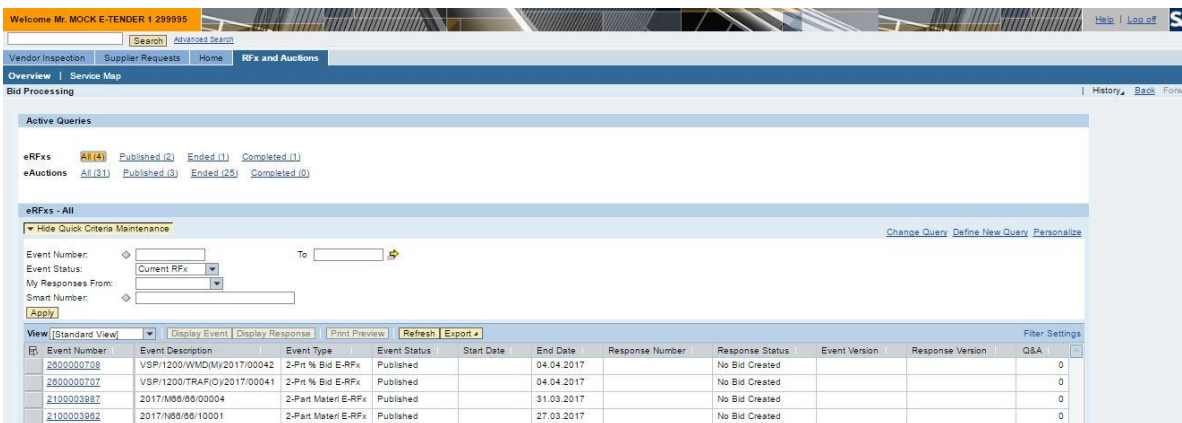 Welcome Mr. MOCK E-TENDER 1 299995 Help | Log off
Search Advanced Search
Vendor Inspection Supplier Requests Home RFx and Auctions
Overview | Service Map
Bid Processing | History Back Forw
Active Queries
eRFxs All (4) Published (2) Ended (1) Completed (1)
eAuctions All (31) Published (3) Ended (25) Completed (0)
eRFxs - All
Hide Quick Criteria Maintenance Change Query Define New Query Personalize
Event Number: To
Event Status: Current RFx
My Responses From:
Smart Number:
Apply
View [Standard View] Display Event Display Response Print Preview Refresh Export Filter Settings
Event Number Event Description Event Type Event Status Start Date End Date Response Number Response Status Event Version Response Version Q&A
2600000708 VSP/1200/WMD(M)/2017/00042 2-Prt % Bid E-RFx Published 04.04.2017 No Bid Created 0
2600000707 VSP/1200/TRAF(O)/2017/00041 2-Prt % Bid E-RFx Published 04.04.2017 No Bid Created 0
2100003987 2017/M66/66/00004 2-Part Materl E-RFx Published 31.03.2017 No Bid Created 0
2100003962 2017/N66/66/10001 2-Part Materl E-RFx Published 27.03.2017 No Bid Created 0